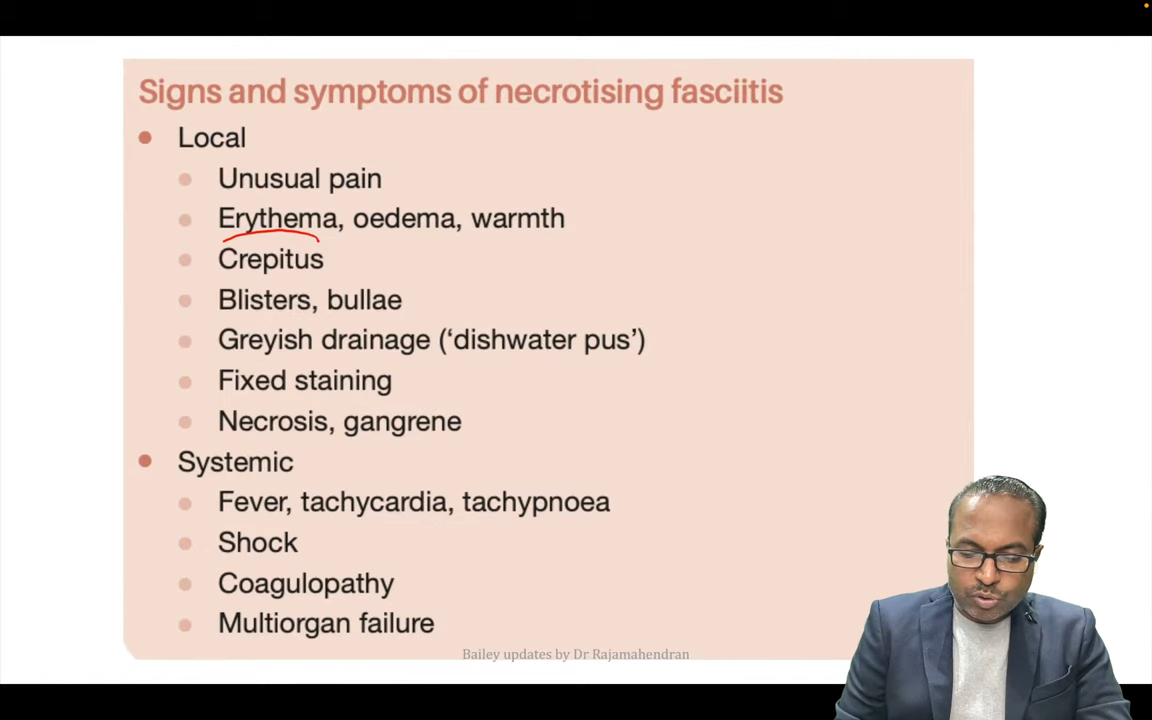 Signs and symptoms of necrotising fasciitis
Local
Unusual pain
Erythema, oedema, warmth
Crepitus
Blisters, bullae
Greyish drainage (‘dishwater pus’)
Fixed staining
Necrosis, gangrene
Systemic
Fever, tachycardia, tachypnoea
Shock
Coagulopathy
Multiorgan failure
Bailey updates by Dr Rajamahendran